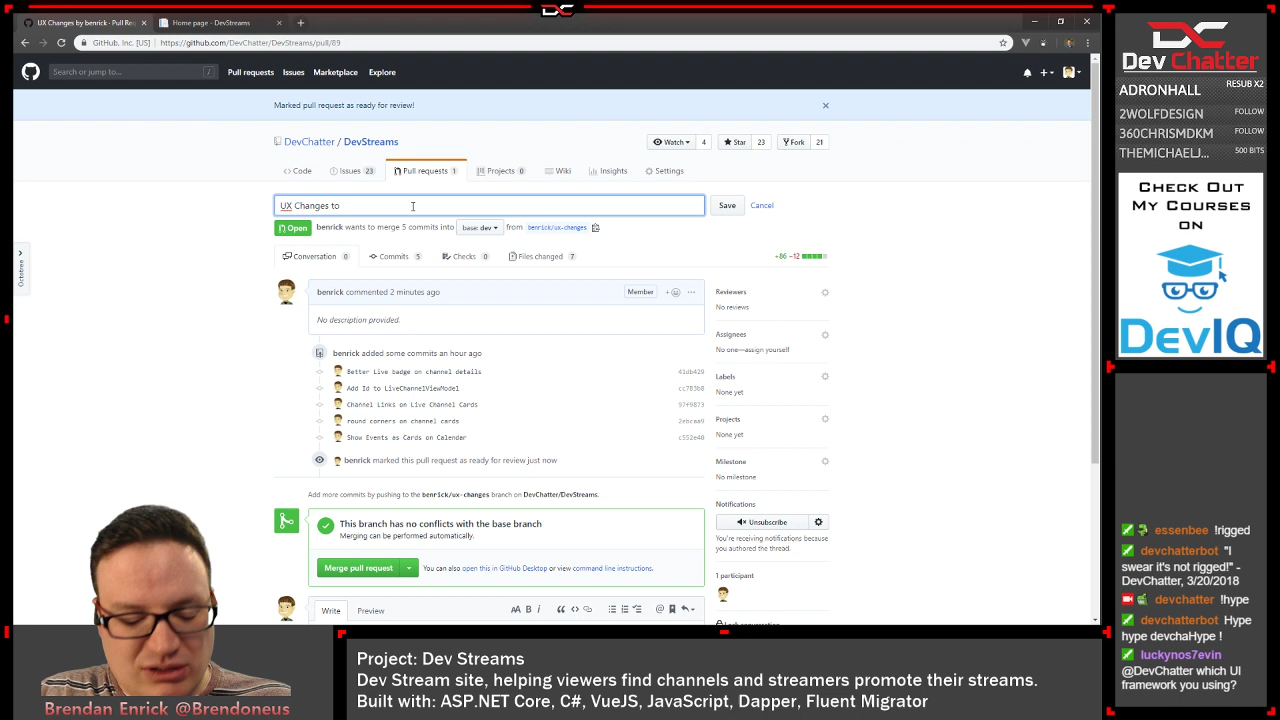 UX Changes by benrick · Pull Req
Home page - DevStreams
GitHub, Inc. [US] | https://github.com/DevChatter/DevStreams/pull/89
Search or jump to...
Pull requests Issues Marketplace Explore
Marked pull request as ready for review!
DevChatter / DevStreams
Watch 4 Star 23 Fork 21
Code Issues 23 Pull requests 1 Projects 0 Wiki Insights Settings
UX Changes to
Save Cancel
Open benrick wants to merge 5 commits into base: dev from benrick/ux-changes
Conversation 0 Commits 5 Checks 0 Files changed 7 +86 −12
Octotree
benrick commented 2 minutes ago Member
No description provided.
benrick added some commits an hour ago
Better Live badge on channel details 41db429
Add Id to LiveChannelViewModel cc783b8
Channel Links on Live Channel Cards 97f9873
round corners on channel cards 2ebcaa9
Show Events as Cards on Calendar c552e40
benrick marked this pull request as ready for review just now
Add more commits by pushing to the benrick/ux-changes branch on DevChatter/DevStreams.
This branch has no conflicts with the base branch
Merging can be performed automatically.
Merge pull request You can also open this in GitHub Desktop or view command line instructions.
Write Preview
Reviewers
No reviews
Assignees
No one—assign yourself
Labels
None yet
Projects
None yet
Milestone
No milestone
Notifications
Unsubscribe
You're receiving notifications because
you authored the thread.
1 participant
DC
Dev Chatter
ADRONHALL RESUB X2
2WOLFDESIGN FOLLOW
360CHRISMDKM FOLLOW
THEMICHAELJ... 500 BITS
CHECK OUT
MY COURSES
ON
DevIQ
essenbee !rigged
devchatterbot "I
swear it's not rigged!" -
DevChatter, 3/20/2018
devchatter !hype
devchatterbot Hype
hype devchaHype !
luckynos7evin
@DevChatter which UI
framework you using?
Project: Dev Streams
Dev Stream site, helping viewers find channels and streamers promote their streams.
Built with: ASP.NET Core, C#, VueJS, JavaScript, Dapper, Fluent Migrator
Brendan Enrick @Brendoneus